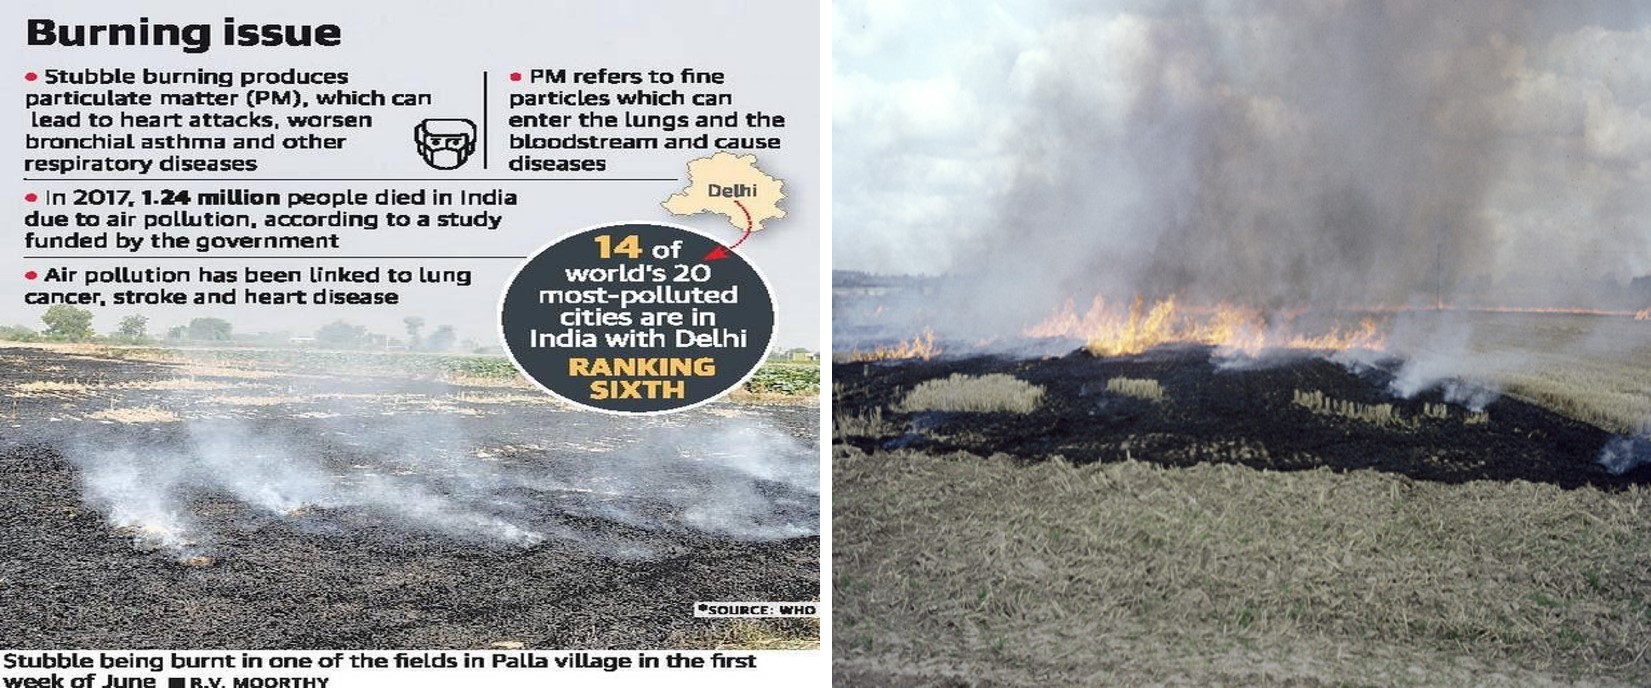 Burning issue
• Stubble burning produces
particulate matter (PM), which can
lead to heart attacks, worsen
bronchial asthma and other
respiratory diseases
• PM refers to fine
particles which can
enter the lungs and the
bloodstream and cause
diseases
• In 2017, 1.24 million people died in India
due to air pollution, according to a study
funded by the government
• Air pollution has been linked to lung
cancer, stroke and heart disease
Delhi
14 of
world's 20
most-polluted
cities are in
India with Delhi
RANKING
SIXTH
*SOURCE: WHO
Stubble being burnt in one of the fields in Palla village in the first
week of June ■ R.V. MOORTHY